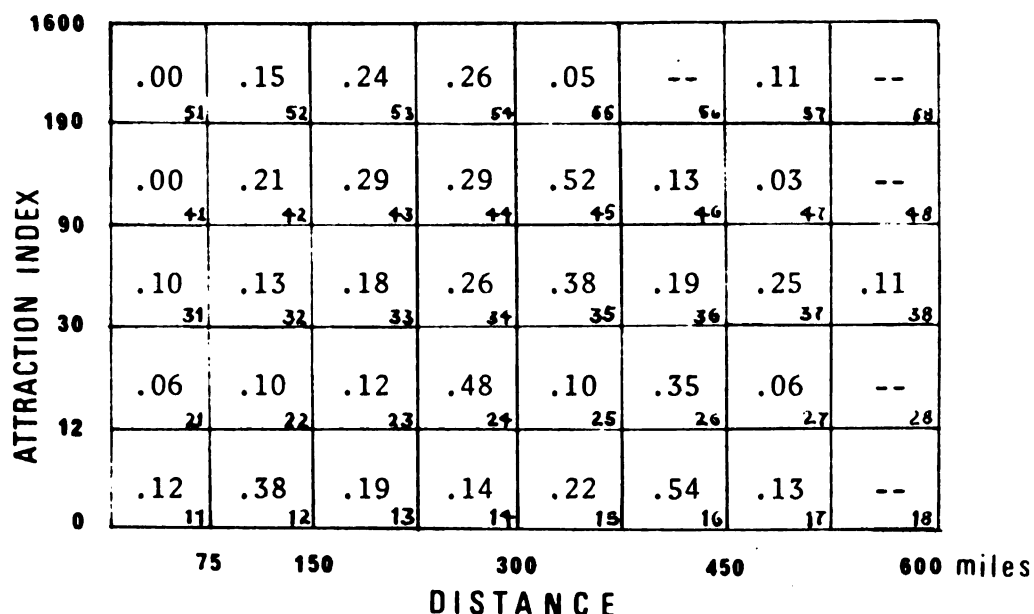 1600
.00 .15 .24 .26 .05 -- .11 --
51 52 53 54 55 56 57 58
190
.00 .21 .29 .29 .52 .13 .03 --
41 42 43 44 45 46 47 48
90
.10 .13 .18 .26 .38 .19 .25 .11
31 32 33 34 35 36 37 38
30
.06 .10 .12 .48 .10 .35 .06 --
21 22 23 24 25 26 27 28
12
.12 .38 .19 .14 .22 .54 .13 --
11 12 13 14 15 16 17 18
0
ATTRACTION INDEX
75 150 300 450 600 miles
DISTANCE